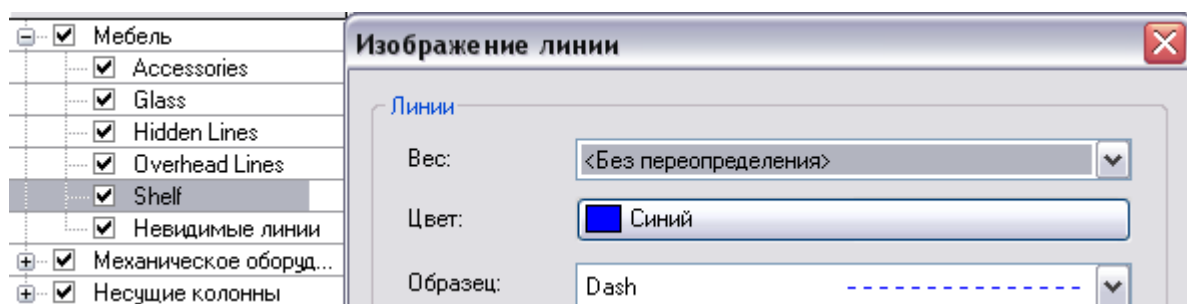 Мебель
Accessories
Glass
Hidden Lines
Overhead Lines
Shelf
Невидимые линии
Механическое оборуд...
Несущие колонны
Изображение линии
Линии
Вес: <Без переопределения>
Цвет: Синий
Образец: Dash